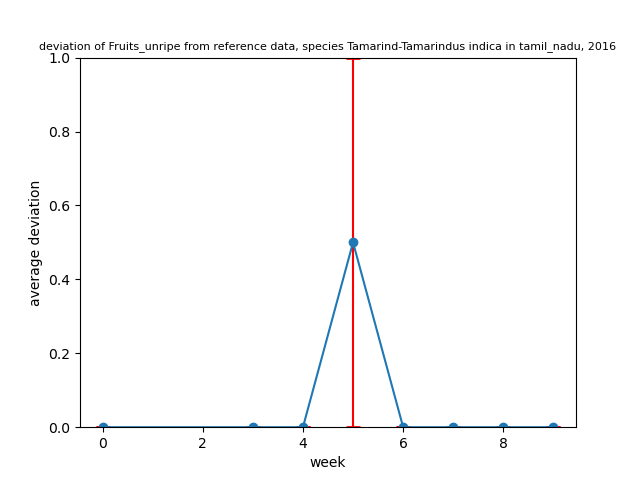 deviation of Fruits_unripe from reference data, species Tamarind-Tamarindus indica in tamil_nadu, 2016
1.0
0.8
0.6
0.4
0.2
0.0
average deviation
0 2 4 6 8
week